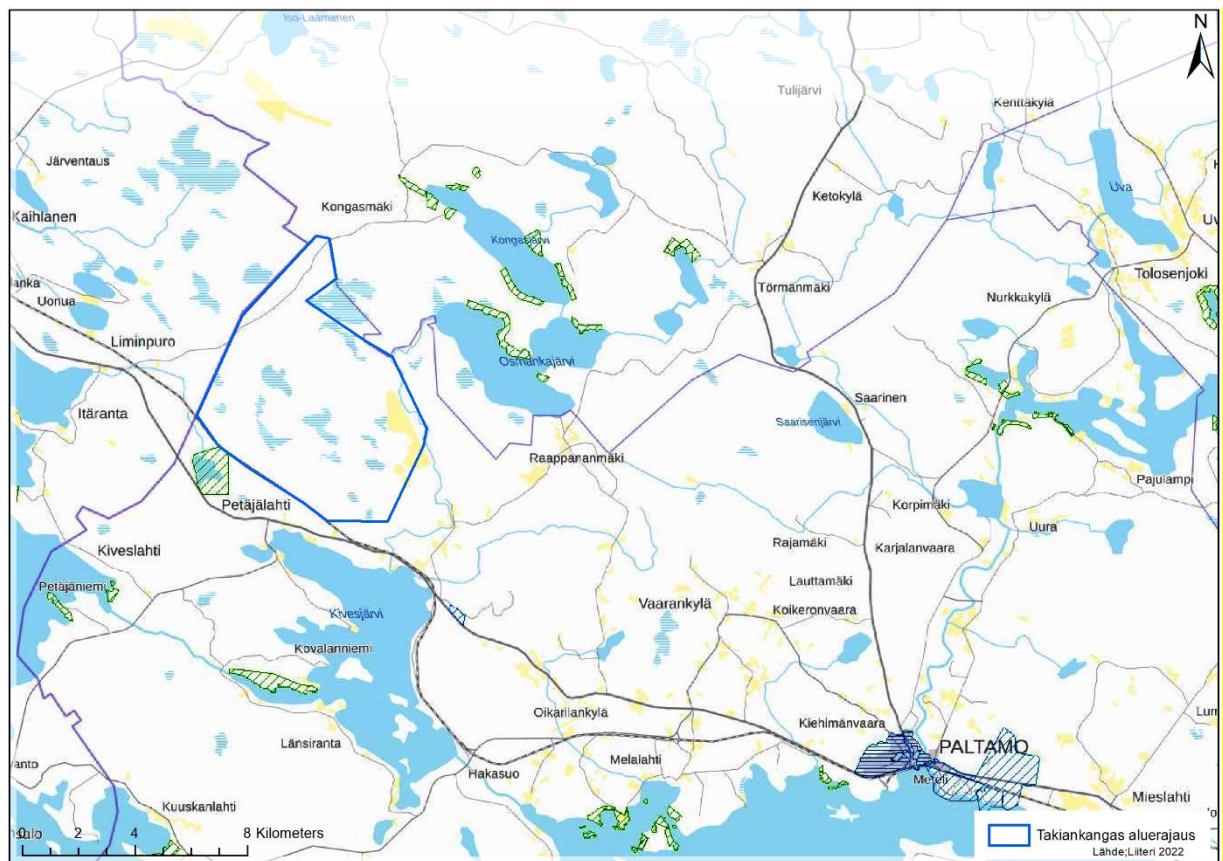 Iso-Laamanen
N
Tulijärvi
Kenttäkylä
Järventaus
Ketokylä
Uva
Kongasmäki
Kaihlanen
Kongasjärvi
Tolosenjoki
Törmänmäki
Uonua
Nurkkakylä
Liminpuro
Osmankajärvi
Saarinen
Itäranta
Saarisenjärvi
Raappananmäki
Pajulampi
Petäjälahti
Korpimäki
Uura
Kiveslahti
Rajamäki
Karjalanvaara
Petäjäniemi
Lauttamäki
Vaarankylä
Koikeronvaara
Kivesjärvi
Kovalanniemi
Oikarilankylä
Kiehimänvaara
Länsiranta
PALTAMO
Melalahti
Hakasuo
Mieslahti
Kuuskanlahti
0 2 4 8 Kilometers
Takiankangas aluerajaus
Lähde;Liiteri 2022